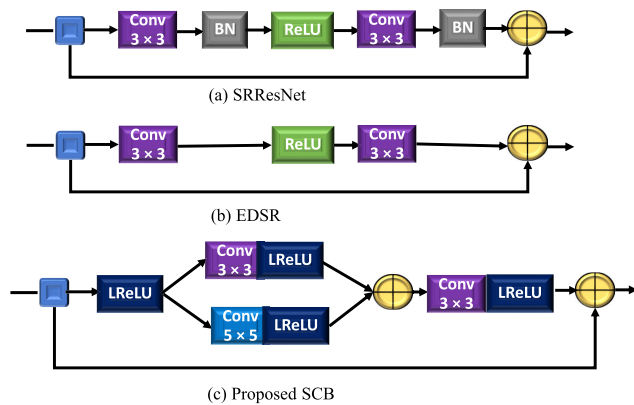 Conv
3 × 3
BN
ReLU
Conv
3 × 3
BN
(a) SRResNet
Conv
3 × 3
ReLU
Conv
3 × 3
(b) EDSR
LReLU
Conv
3 × 3
LReLU
Conv
5 × 5
LReLU
Conv
3 × 3
LReLU
(c) Proposed SCB